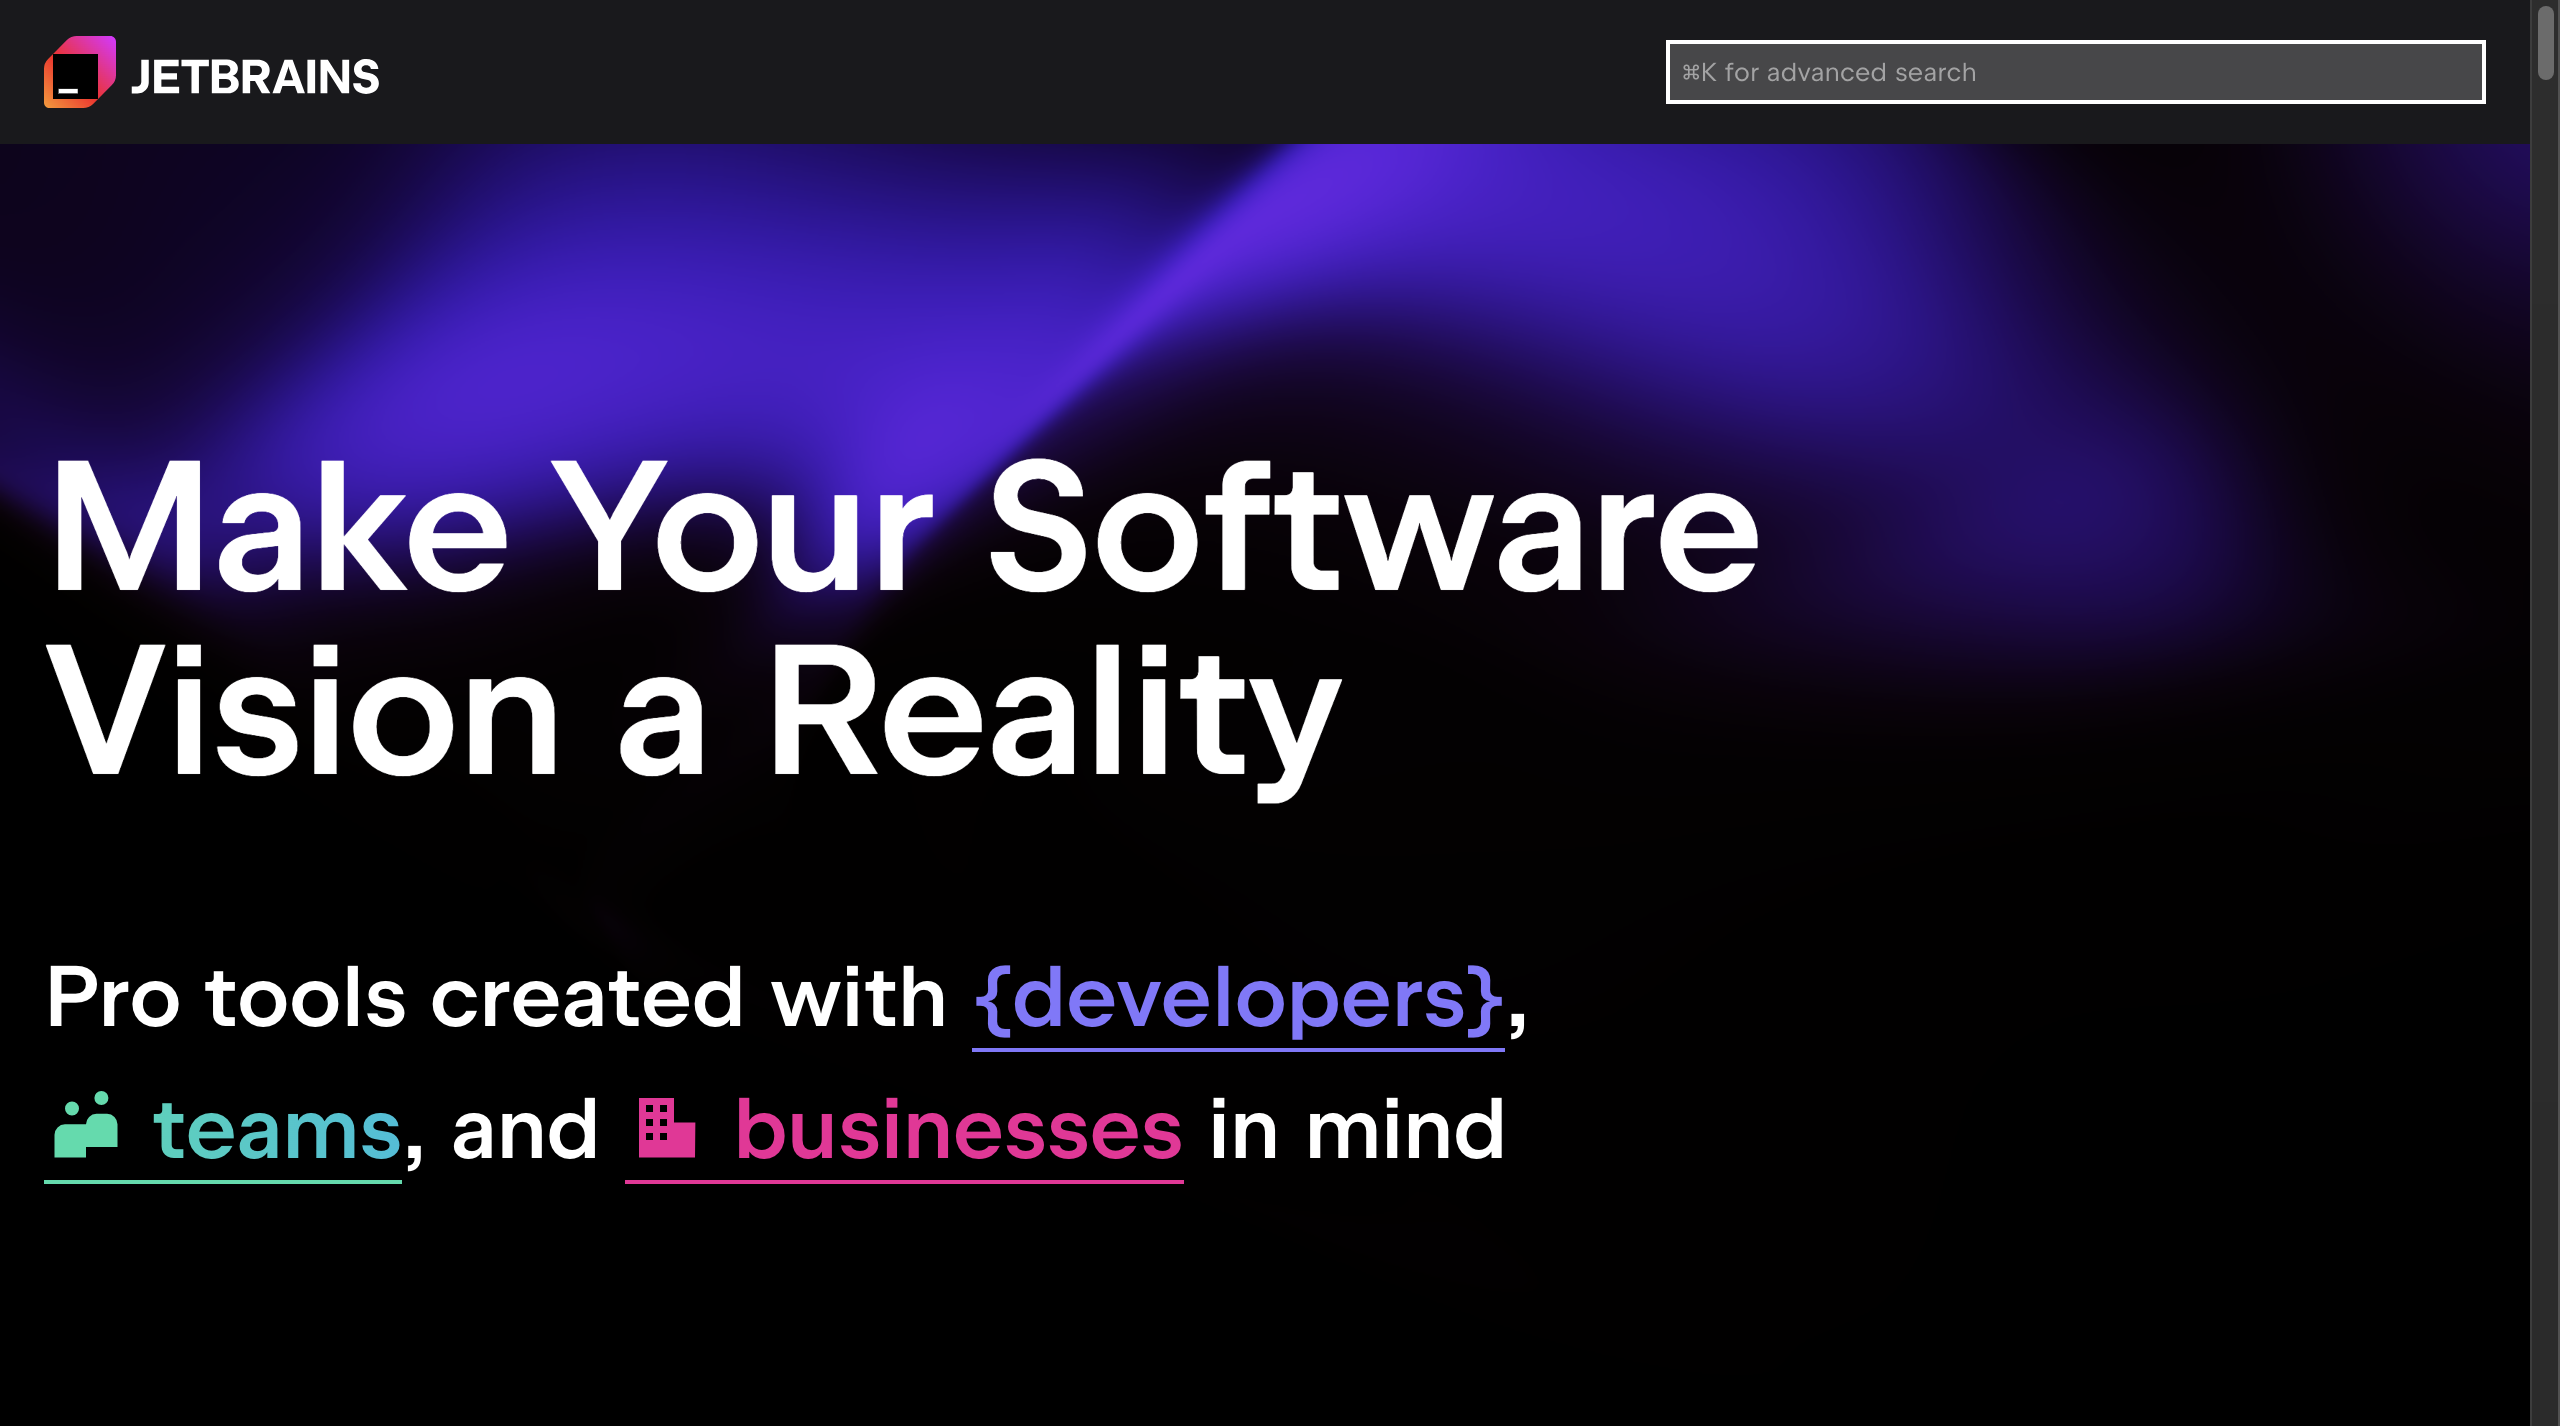 JETBRAINS
⌘K for advanced search
Make Your Software
Vision a Reality
Pro tools created with {developers},
teams, and businesses in mind